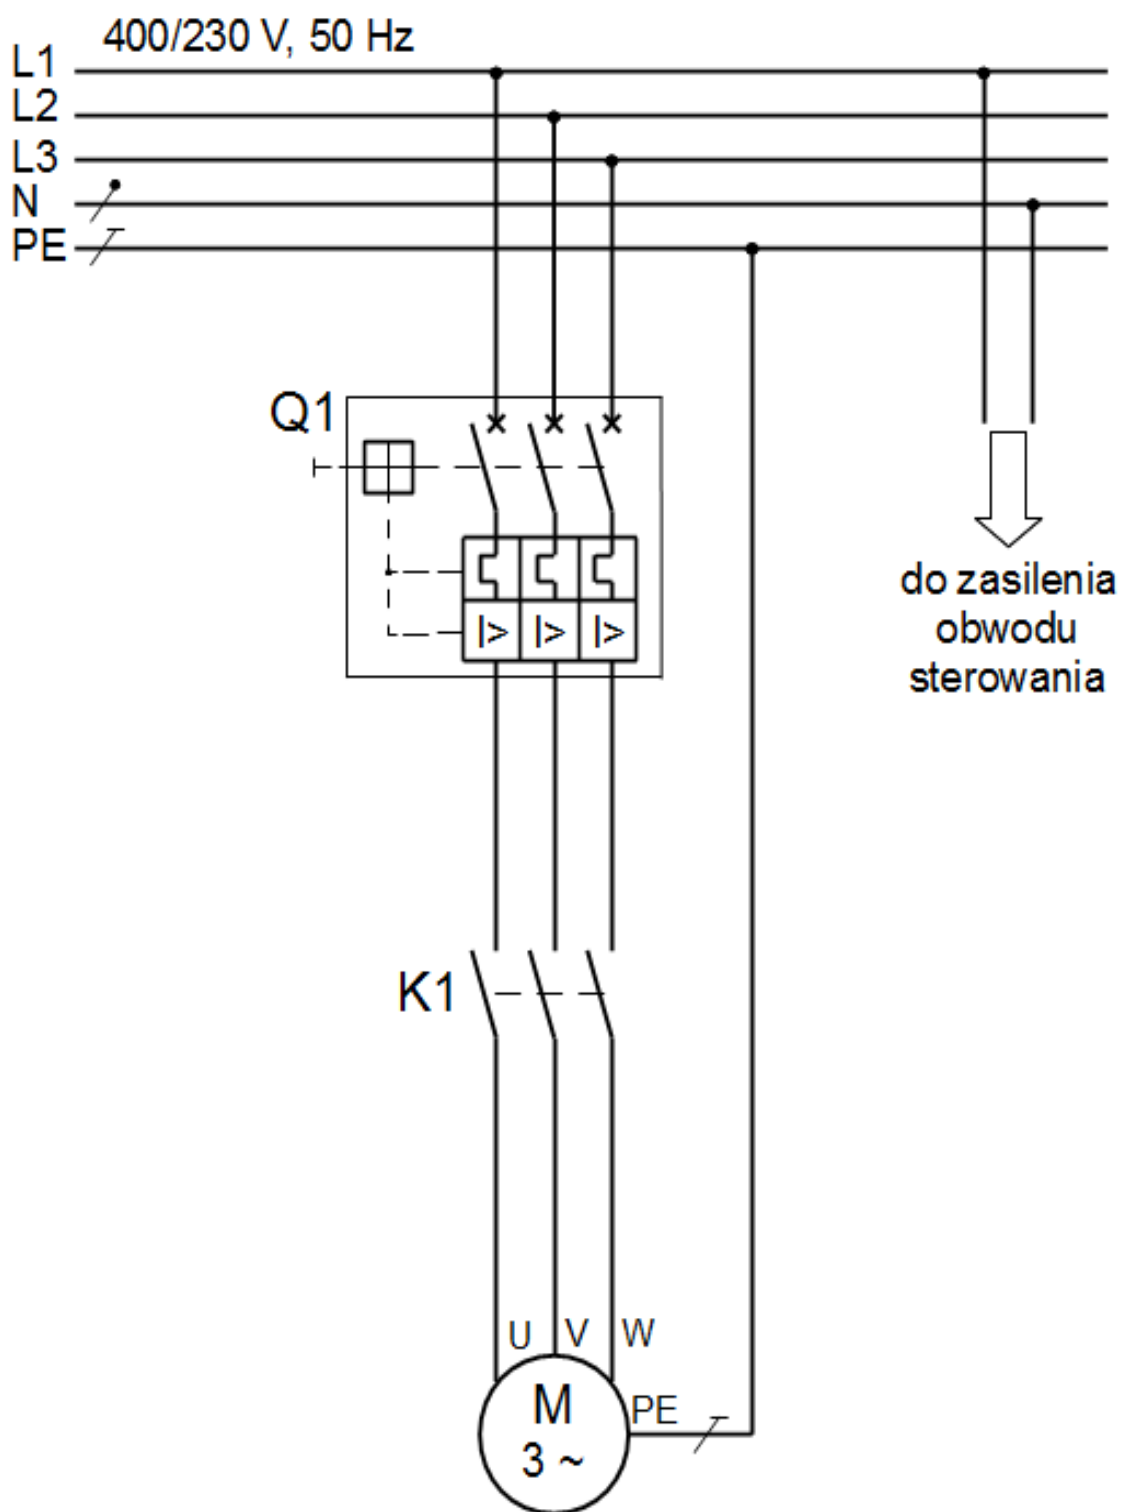 400/230 V, 50 Hz
L1
L2
L3
N
PE
Q1
I> I> I>
do zasilenia
obwodu
sterowania
K1
U V W
M
3 ~
PE